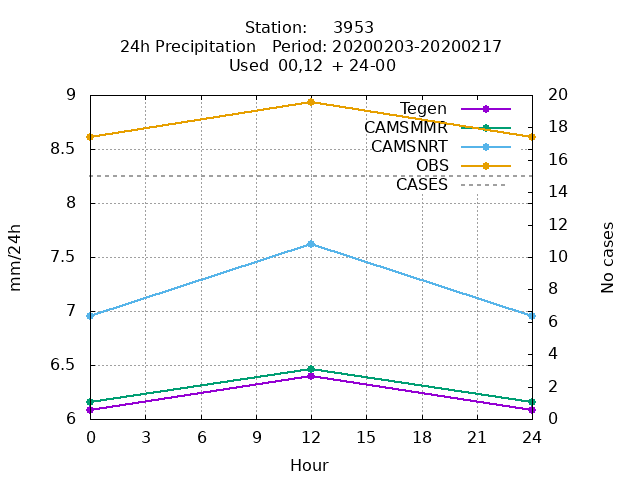 Station: 3953
24h Precipitation Period: 20200203-20200217
Used 00,12 + 24-00
9 20
Tegen
CAMSMMR 18
CAMSNRT
8.5 16
OBS
CASES
14
8
12
mm/24h
No cases
7.5 10
8
7
6
6.5 4
2
6 0
0 3 6 9 12 15 18 21 24
Hour